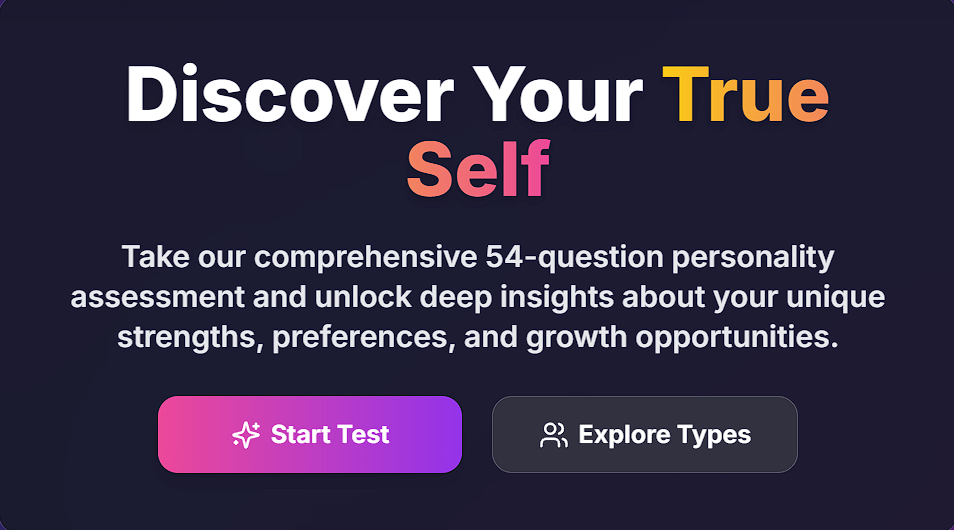 Discover Your True
Self
Take our comprehensive 54-question personality
assessment and unlock deep insights about your unique
strengths, preferences, and growth opportunities.
Start Test
Explore Types